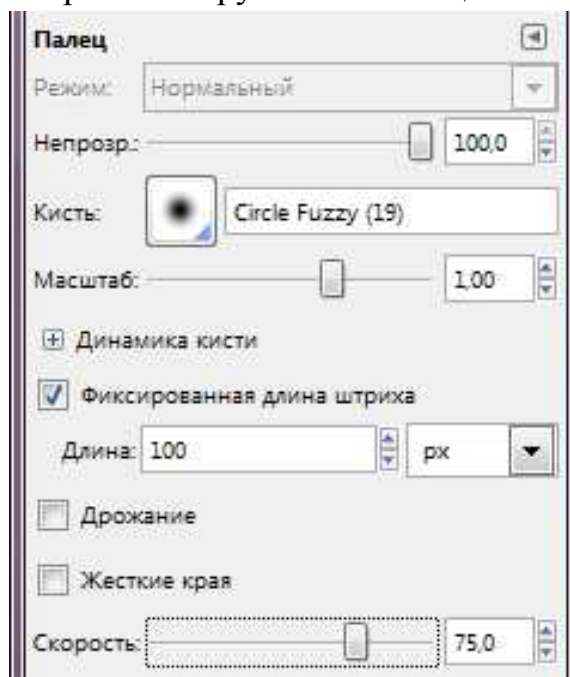 Палец
Режим: Нормальный
Непрозр.: 100,0
Кисть: Circle Fuzzy (19)
Масштаб: 1,00
Динамика кисти
Фиксированная длина штриха
Длина: 100 px
Дрожание
Жесткие края
Скорость: 75,0